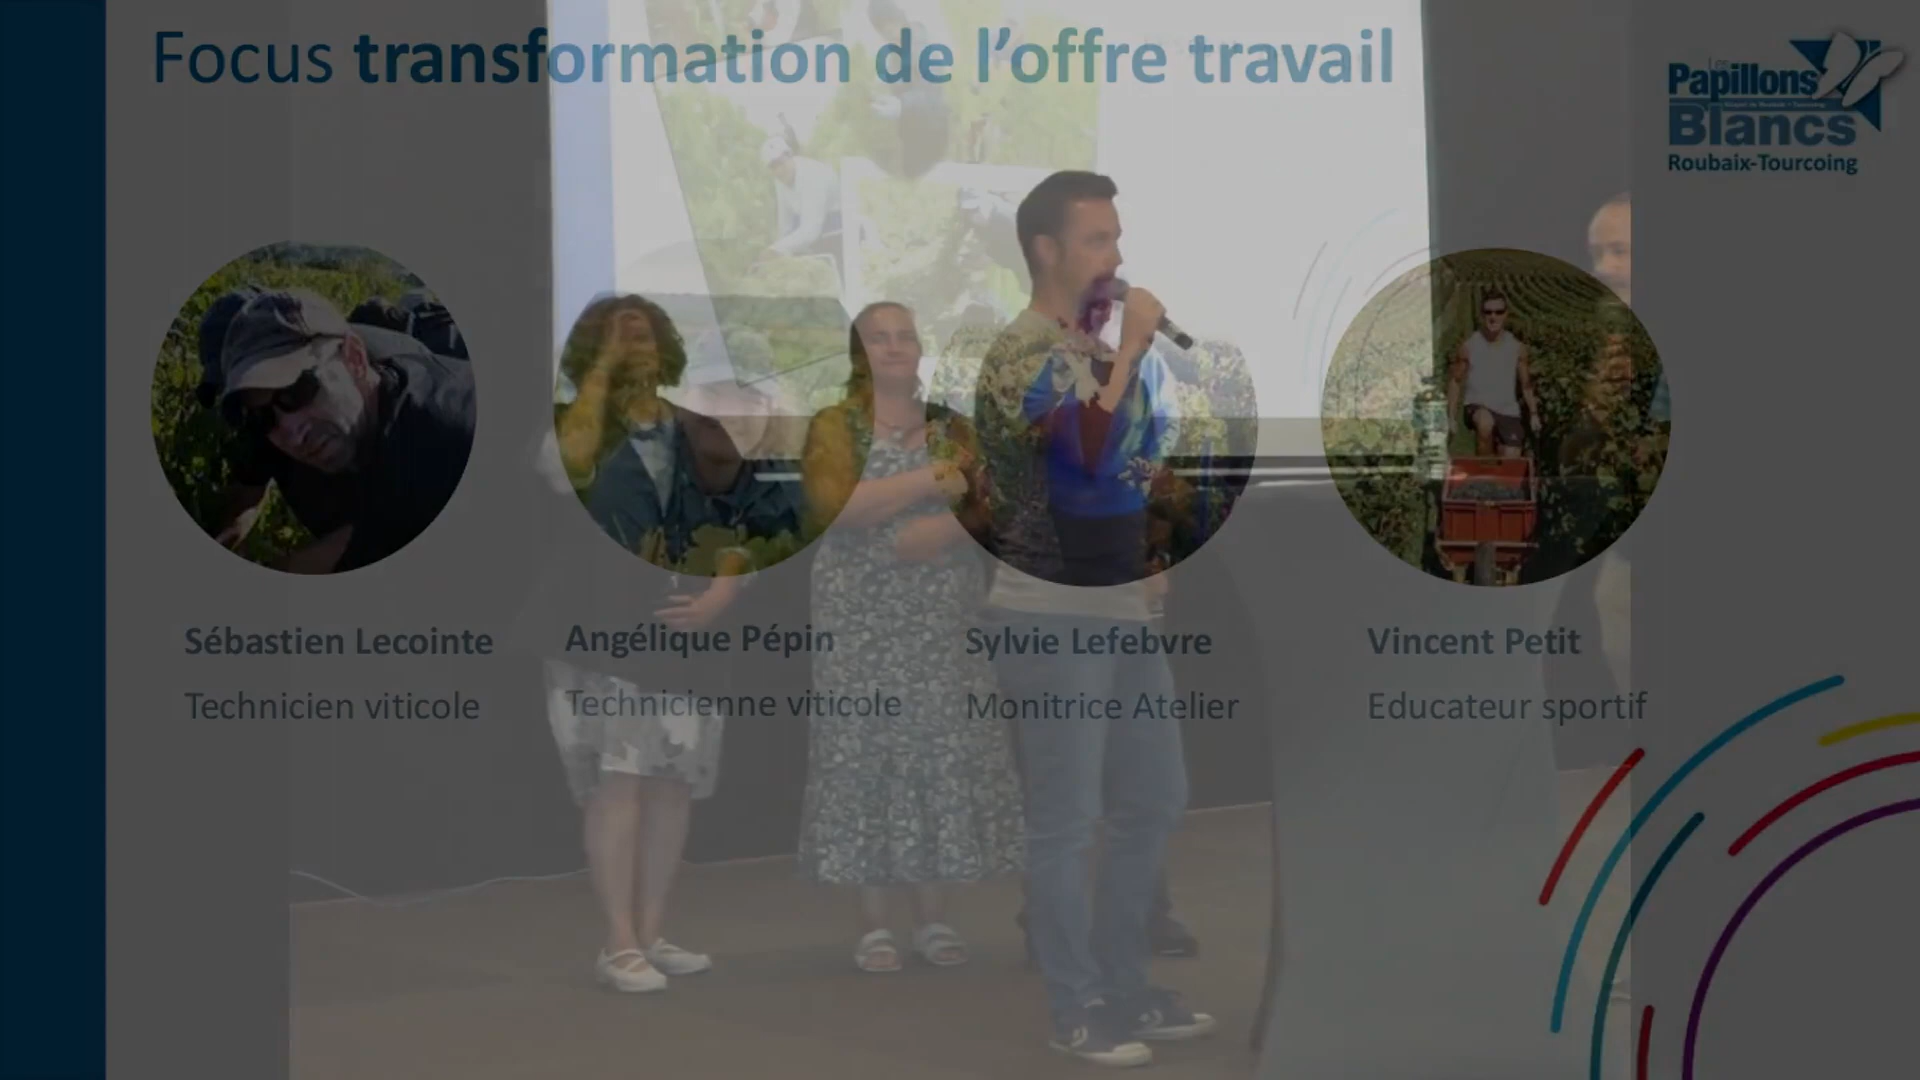 Focus transformation de l'offre travail
Les
Papillons
Blancs
Roubaix-Tourcoing
Sébastien Lecointe
Technicien viticole
Angélique Pépin
Technicienne viticole
Sylvie Lefebvre
Monitrice Atelier
Vincent Petit
Educateur sportif